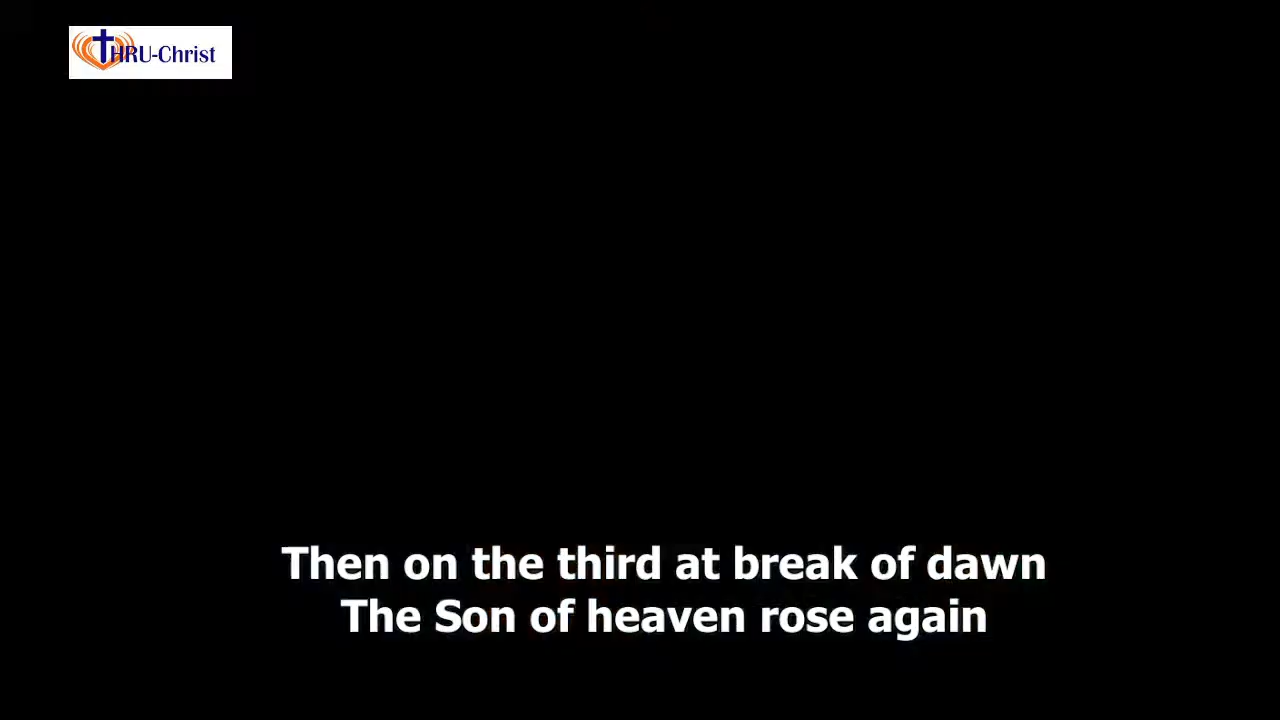 THRU-Christ
Then on the third at break of dawn
The Son of heaven rose again